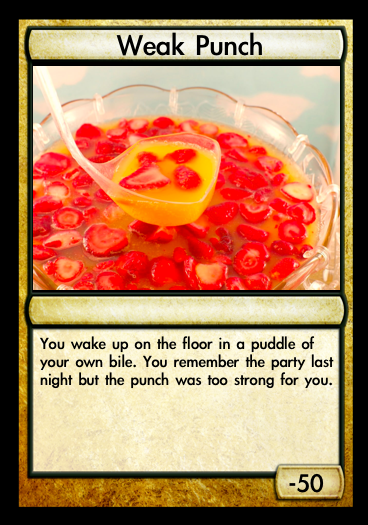 Weak Punch
You wake up on the floor in a puddle of
your own bile. You remember the party last
night but the punch was too strong for you.
-50